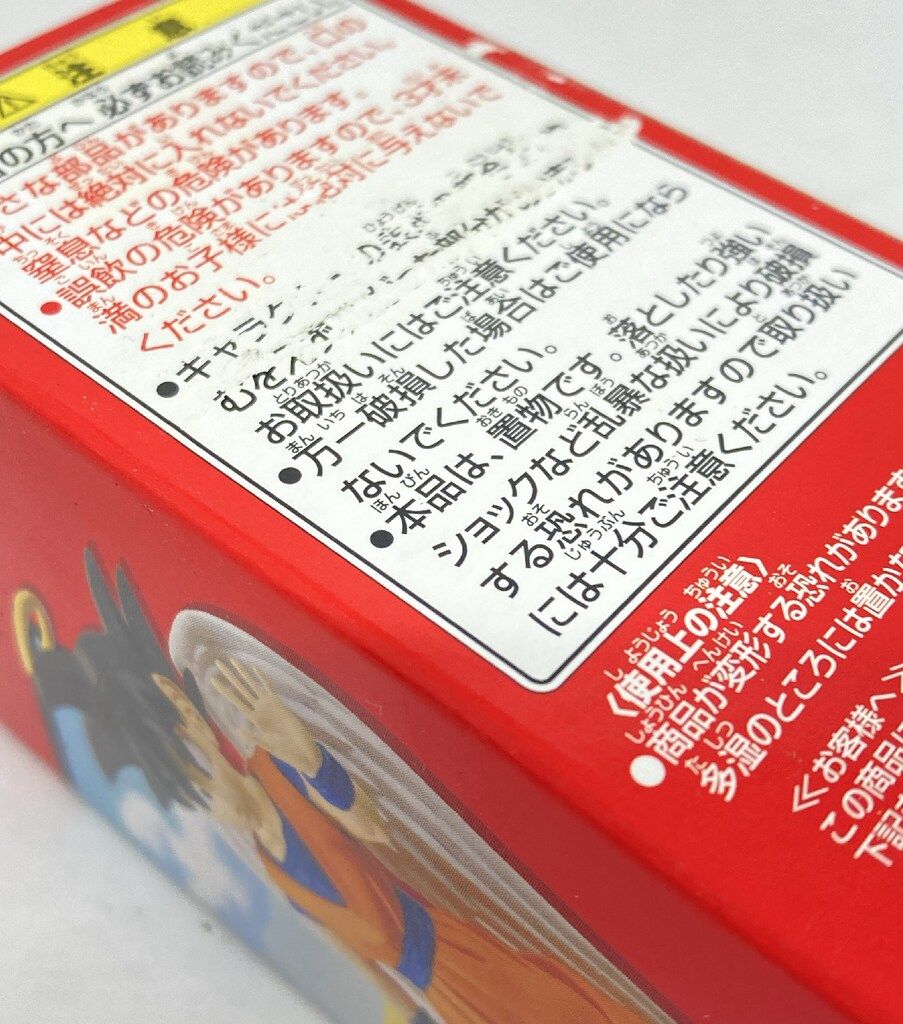 注意
の方へ 必ずお読みく
さな部品がありますので、口の
中には絶対に入れないでください。
窒息などの危険があります。
●誤飲の危険がありますので、3才未
満のお子様には絶対に与えないで
ください。
●キャラク
むを
お取扱いにはご注意ください。
●万一破損した場合はご使用になら
ないでください。
●本品は、置物です。落としたり強い
ショックなど乱暴な扱いにより破損
する恐れがありますので取り扱い
には十分ご注意ください。
〈使用上の注意〉
●商品が変形する恐れがあります
多湿のところには置かな
≪お客様へ≫
この商品に
下記